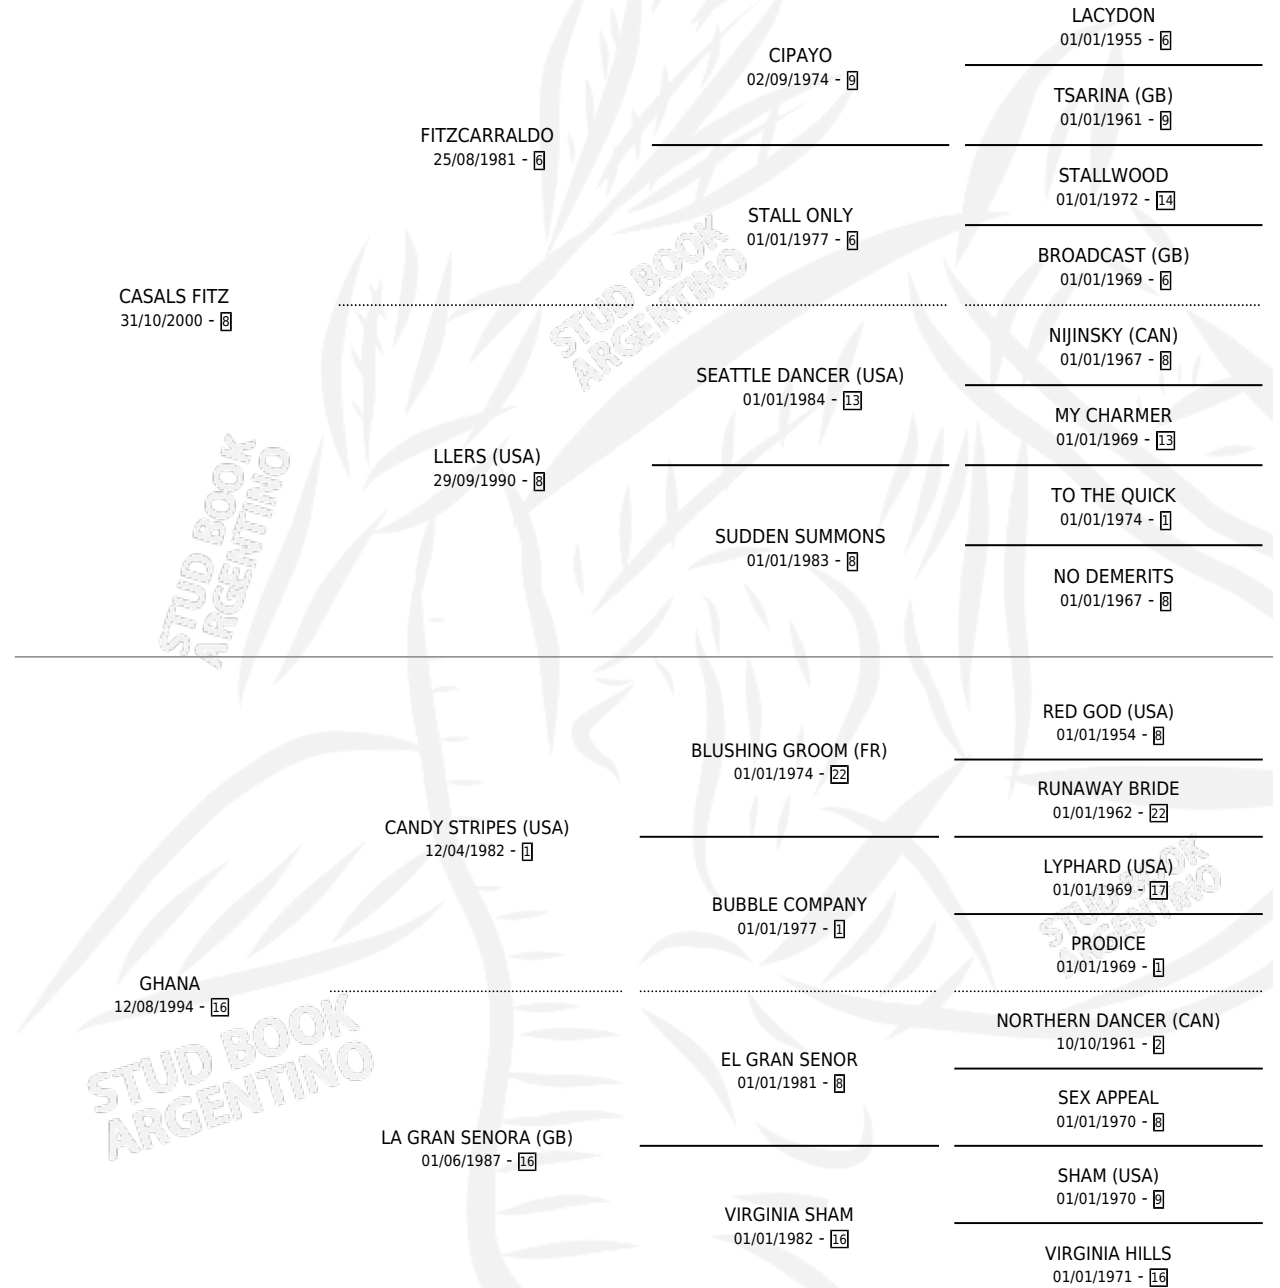 LACYDON
01/01/1955 - 6
CIPAYO
02/09/1974 - 9
TSARINA (GB)
01/01/1961 - 9
FITZCARRALDO
25/08/1981 - 6
STALLWOOD
01/01/1972 - 14
STALL ONLY
01/01/1977 - 6
BROADCAST (GB)
01/01/1969 - 6
CASALS FITZ
31/10/2000 - 8
STUD BOOK
ARGENTINO
NIJINSKY (CAN)
01/01/1967 - 8
SEATTLE DANCER (USA)
01/01/1984 - 13
MY CHARMER
01/01/1969 - 13
LLERS (USA)
29/09/1990 - 8
TO THE QUICK
01/01/1974 - 1
SUDDEN SUMMONS
01/01/1983 - 8
NO DEMERITS
01/01/1967 - 8
STUD BOOK
ARGENTINO
RED GOD (USA)
01/01/1954 - 8
BLUSHING GROOM (FR)
01/01/1974 - 22
RUNAWAY BRIDE
01/01/1962 - 22
CANDY STRIPES (USA)
12/04/1982 - 1
LYPHARD (USA)
01/01/1969 - 17
BUBBLE COMPANY
01/01/1977 - 1
STUD BOOK
ARGENTINO
PRODICE
01/01/1969 - 1
GHANA
12/08/1994 - 16
STUD BOOK
ARGENTINO
NORTHERN DANCER (CAN)
10/10/1961 - 2
EL GRAN SENOR
01/01/1981 - 8
SEX APPEAL
01/01/1970 - 8
LA GRAN SENORA (GB)
01/06/1987 - 16
SHAM (USA)
01/01/1970 - 9
VIRGINIA SHAM
01/01/1982 - 16
VIRGINIA HILLS
01/01/1971 - 16